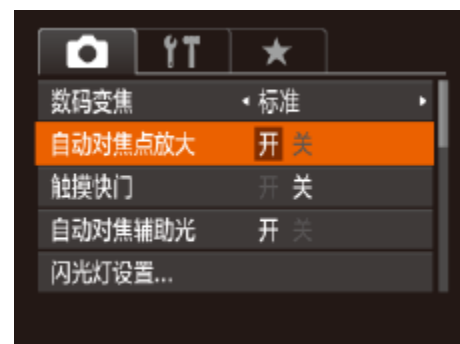 数码变焦 标准
自动对焦点放大 开 关
触摸快门 开 关
自动对焦辅助光 开 关
闪光灯设置...